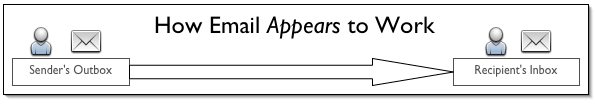 How Email Appears to Work
Sender's Outbox
Recipient's Inbox